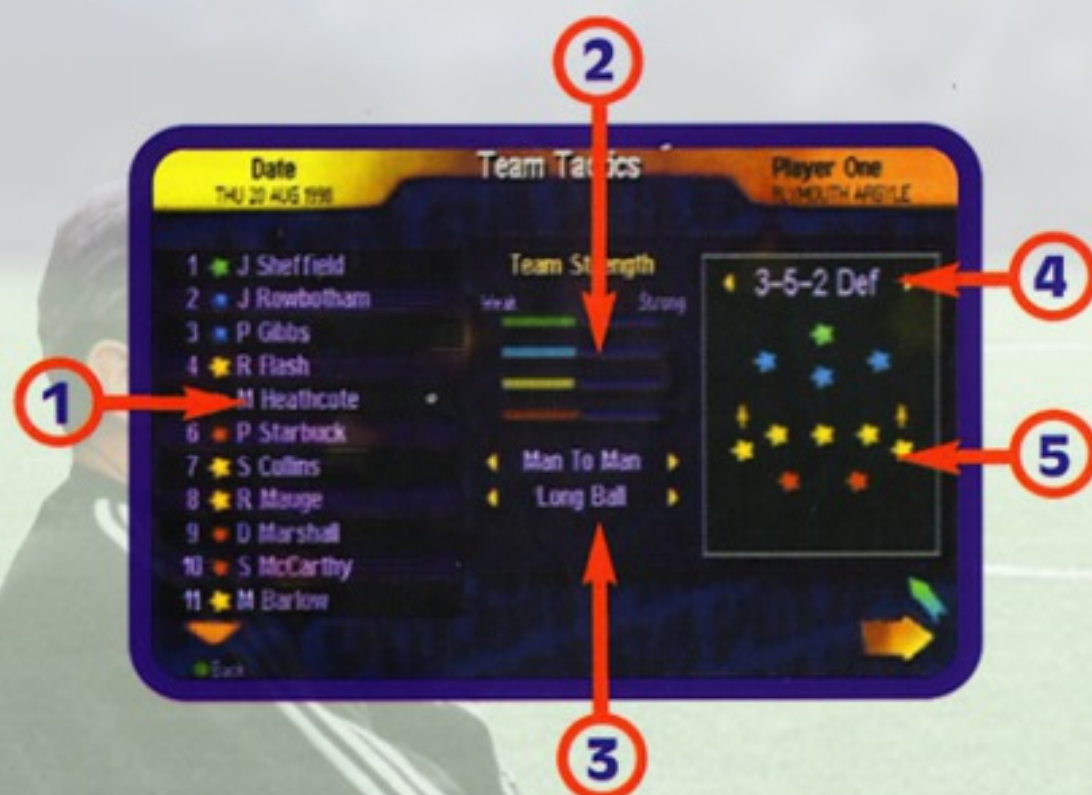 2
Date
THU 20 AUG 1998
Team Tactics
Player One
PLYMOUTH ARGYLE
1 J Sheffield
2 J Rowbotham
3 P Gibbs
4 R Flash
M Heathcote
6 P Starbuck
7 S Collins
8 R Mauge
9 D Marshall
10 S McCarthy
11 M Barlow
Back
1
Team Strength
Weak Strong
Man To Man
Long Ball
3
3-5-2 Def
4
5